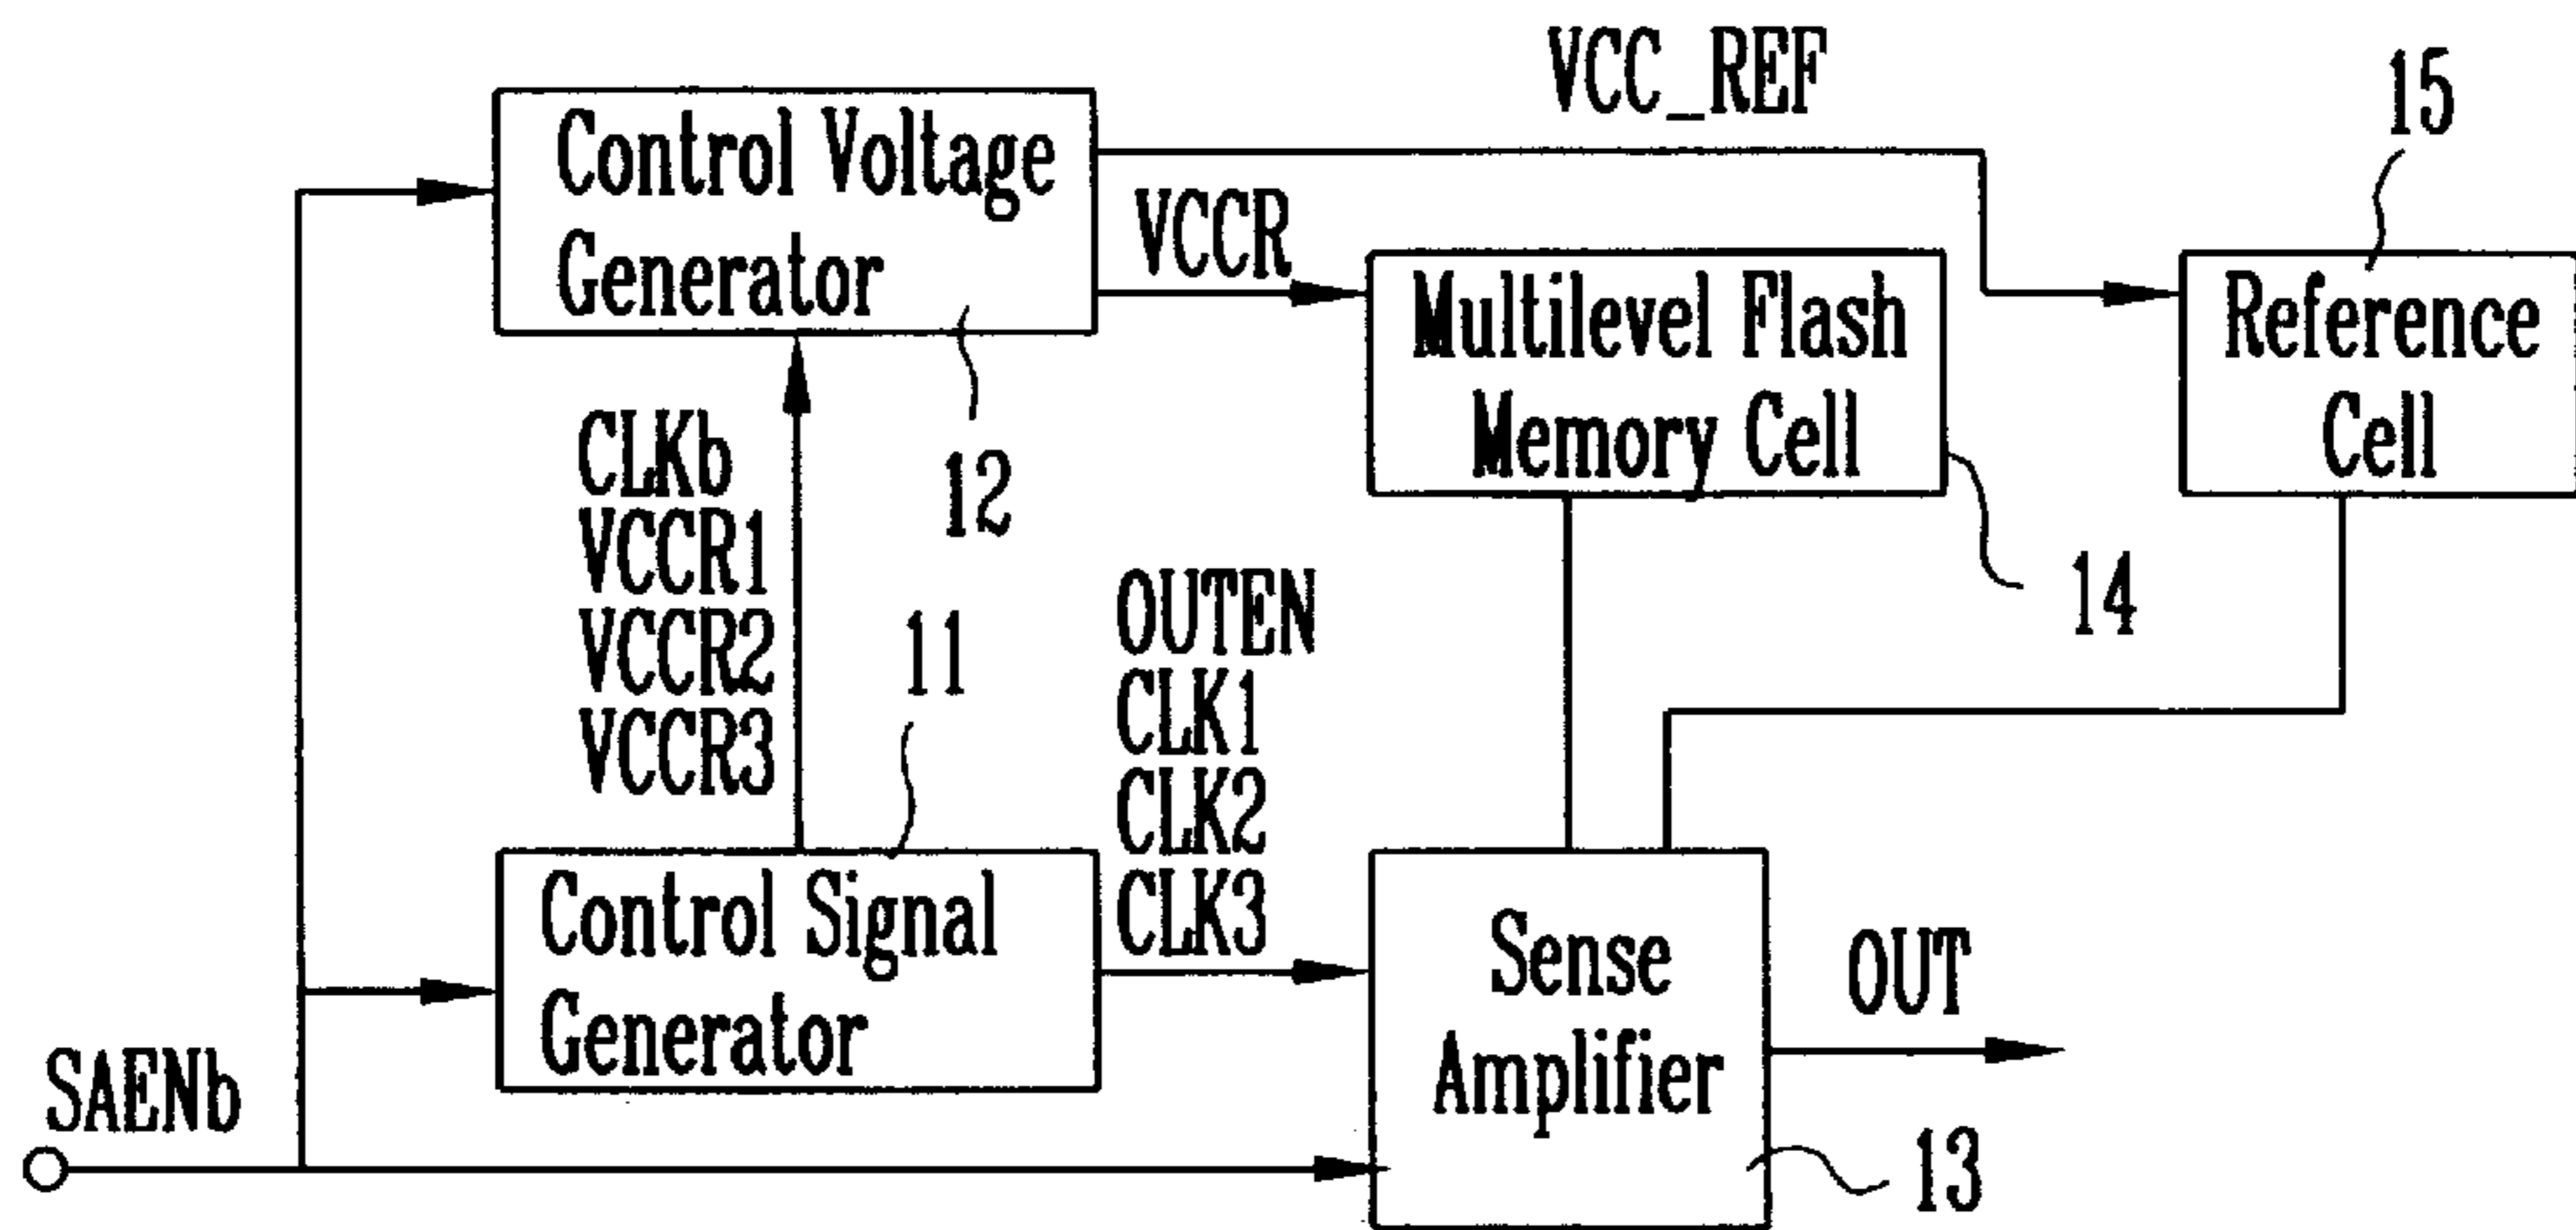 VCC_REF
15
Control Voltage
Generator
VCCR
Multilevel Flash
Memory Cell
Reference
Cell
12
14
CLKb
VCCR1
VCCR2
VCCR3
11
OUTEN
CLK1
CLK2
CLK3
Control Signal
Generator
Sense
Amplifier
OUT
SAENb
13